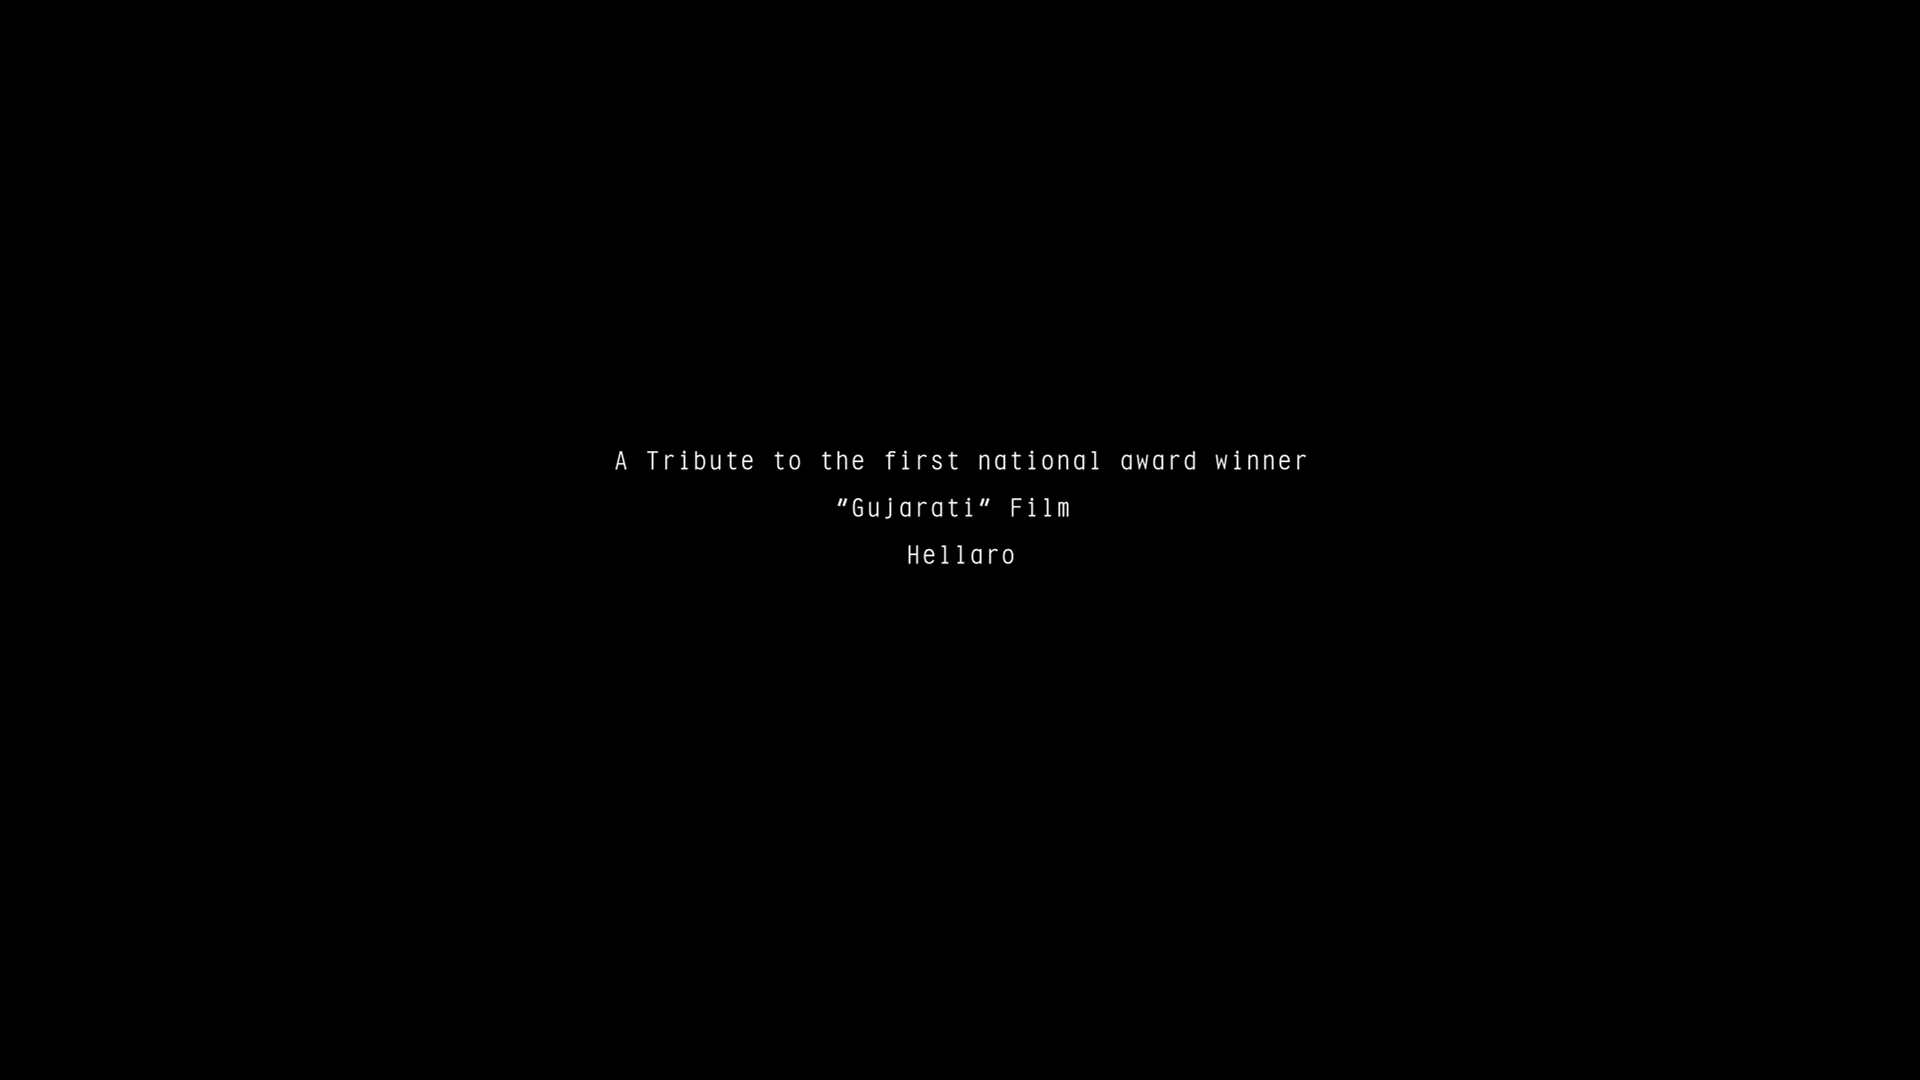 A Tribute to the first national award winner
"Gujarati" Film
Hellaro